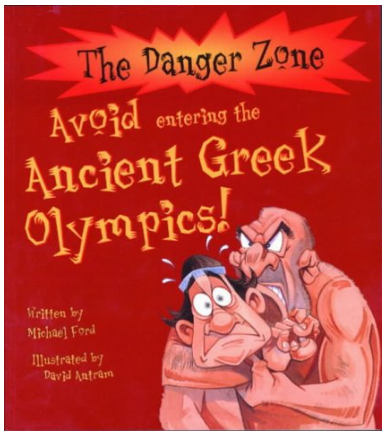 The Danger Zone
Avoid entering the
Ancient Greek
Olympics!
Written by
Michael Ford
Illustrated by
David Antram